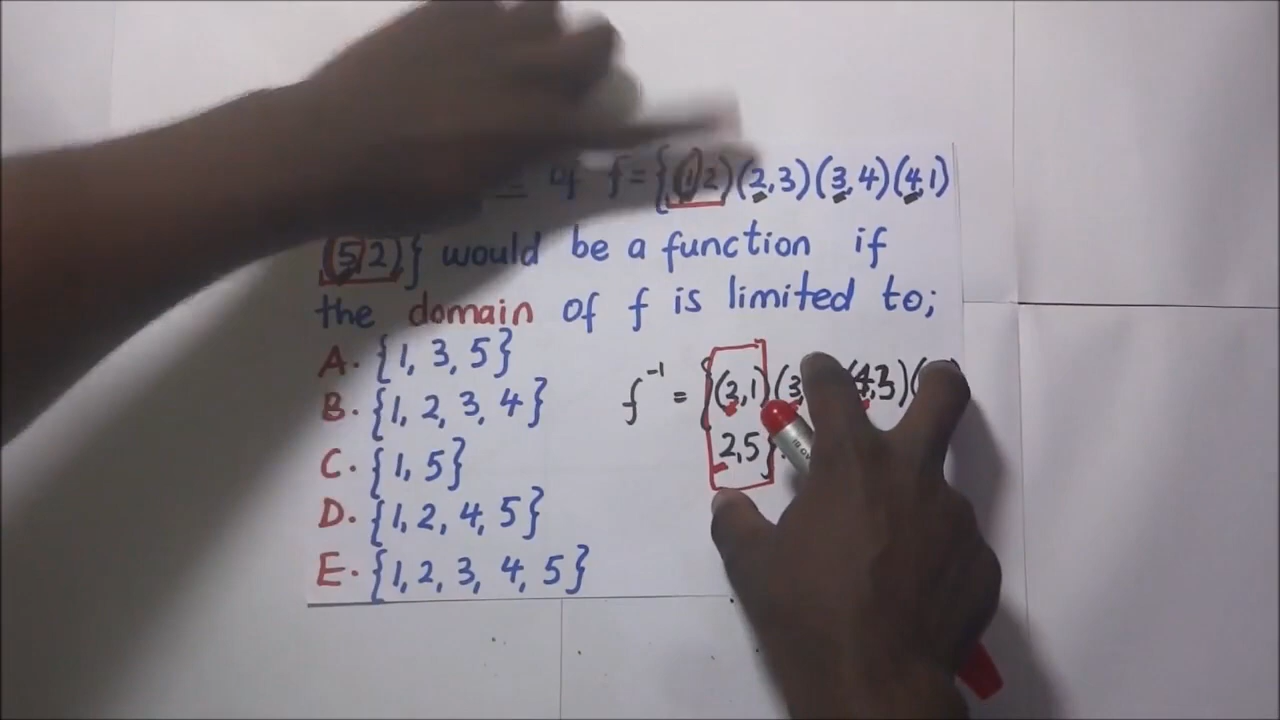 of f = {(1,2)(2,3)(3,4)(4,1)
(5,2)} would be a function if
the domain of f is limited to;
A. {1, 3, 5}
B. {1, 2, 3, 4}
C. {1, 5}
D. {1, 2, 4, 5}
E. {1, 2, 3, 4, 5}
f⁻¹ = {(2,1)(3, (4,3)(
2,5}